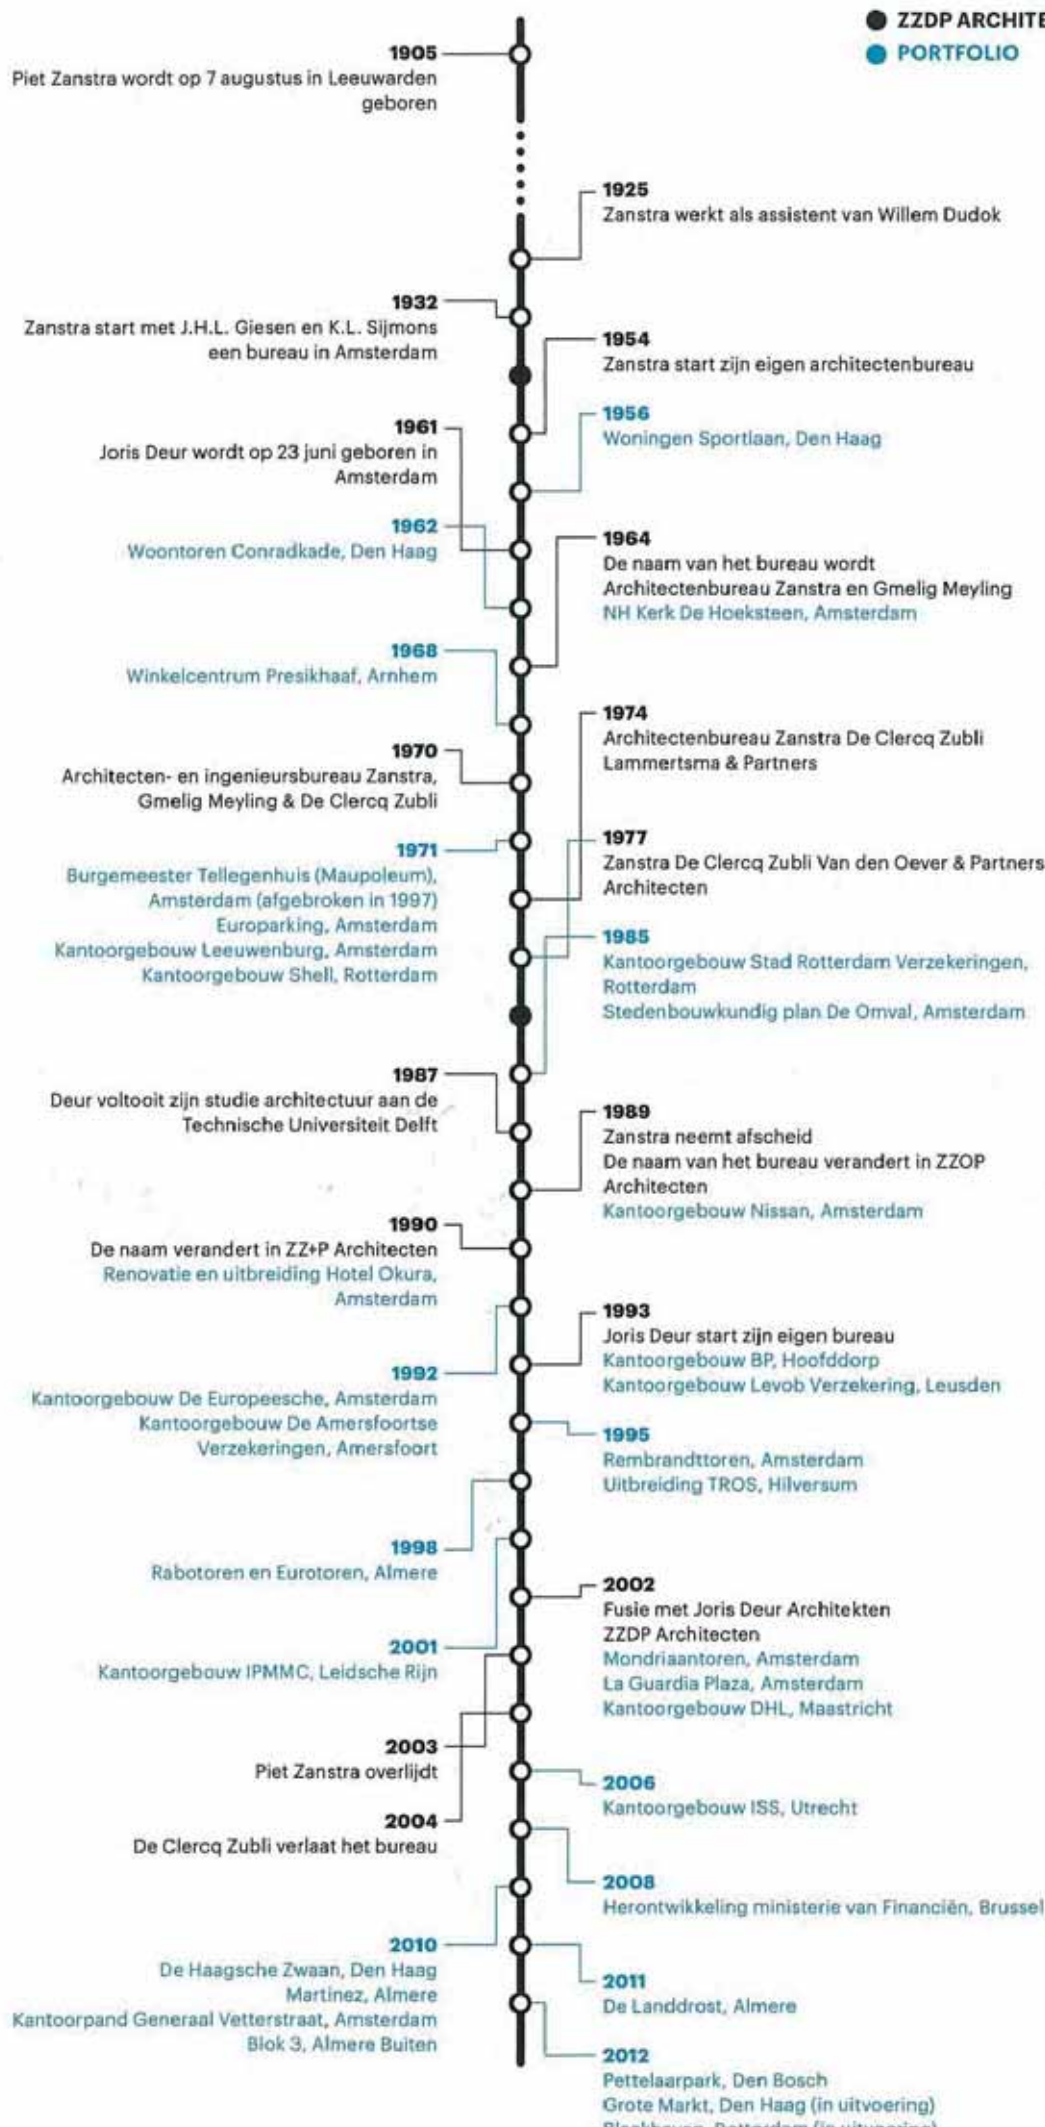 ZZDP ARCHITE
PORTFOLIO
1905
Piet Zanstra wordt op 7 augustus in Leeuwarden
geboren
1925
Zanstra werkt als assistent van Willem Dudok
1932
Zanstra start met J.H.L. Giesen en K.L. Sijmons
een bureau in Amsterdam
1954
Zanstra start zijn eigen architectenbureau
1956
Woningen Sportlaan, Den Haag
1961
Joris Deur wordt op 23 juni geboren in
Amsterdam
1962
Woontoren Conradkade, Den Haag
1964
De naam van het bureau wordt
Architectenbureau Zanstra en Gmelig Meyling
NH Kerk De Hoeksteen, Amsterdam
1968
Winkelcentrum Presikhaaf, Arnhem
1970
Architecten- en ingenieursbureau Zanstra,
Gmelig Meyling & De Clercq Zubli
1971
Burgemeester Tellegenhuis (Maupoleum),
Amsterdam (afgebroken in 1997)
Europarking, Amsterdam
Kantoorgebouw Leeuwenburg, Amsterdam
Kantoorgebouw Shell, Rotterdam
1974
Architectenbureau Zanstra De Clercq Zubli
Lammertsma & Partners
1977
Zanstra De Clercq Zubli Van den Oever & Partners
Architecten
1985
Kantoorgebouw Stad Rotterdam Verzekeringen,
Rotterdam
Stedenbouwkundig plan De Omval, Amsterdam
1987
Deur voltooit zijn studie architectuur aan de
Technische Universiteit Delft
1989
Zanstra neemt afscheid
De naam van het bureau verandert in ZZOP
Architecten
Kantoorgebouw Nissan, Amsterdam
1990
De naam verandert in ZZ+P Architecten
Renovatie en uitbreiding Hotel Okura,
Amsterdam
1992
Kantoorgebouw De Europeesche, Amsterdam
Kantoorgebouw De Amersfoortse
Verzekeringen, Amersfoort
1993
Joris Deur start zijn eigen bureau
Kantoorgebouw BP, Hoofddorp
Kantoorgebouw Levob Verzekering, Leusden
1995
Rembrandttoren, Amsterdam
Uitbreiding TROS, Hilversum
1998
Rabotoren en Eurotoren, Almere
2001
Kantoorgebouw IPMMC, Leidsche Rijn
2002
Fusie met Joris Deur Architekten
ZZDP Architecten
Mondriaantoren, Amsterdam
La Guardia Plaza, Amsterdam
Kantoorgebouw DHL, Maastricht
2003
Piet Zanstra overlijdt
2004
De Clercq Zubli verlaat het bureau
2006
Kantoorgebouw ISS, Utrecht
2008
Herontwikkeling ministerie van Financiën, Brussel
2010
De Haagsche Zwaan, Den Haag
Martinez, Almere
Kantoorpand Generaal Vetterstraat, Amsterdam
Blok 3, Almere Buiten
2011
De Landdrost, Almere
2012
Pettelaarpark, Den Bosch
Grote Markt, Den Haag (in uitvoering)